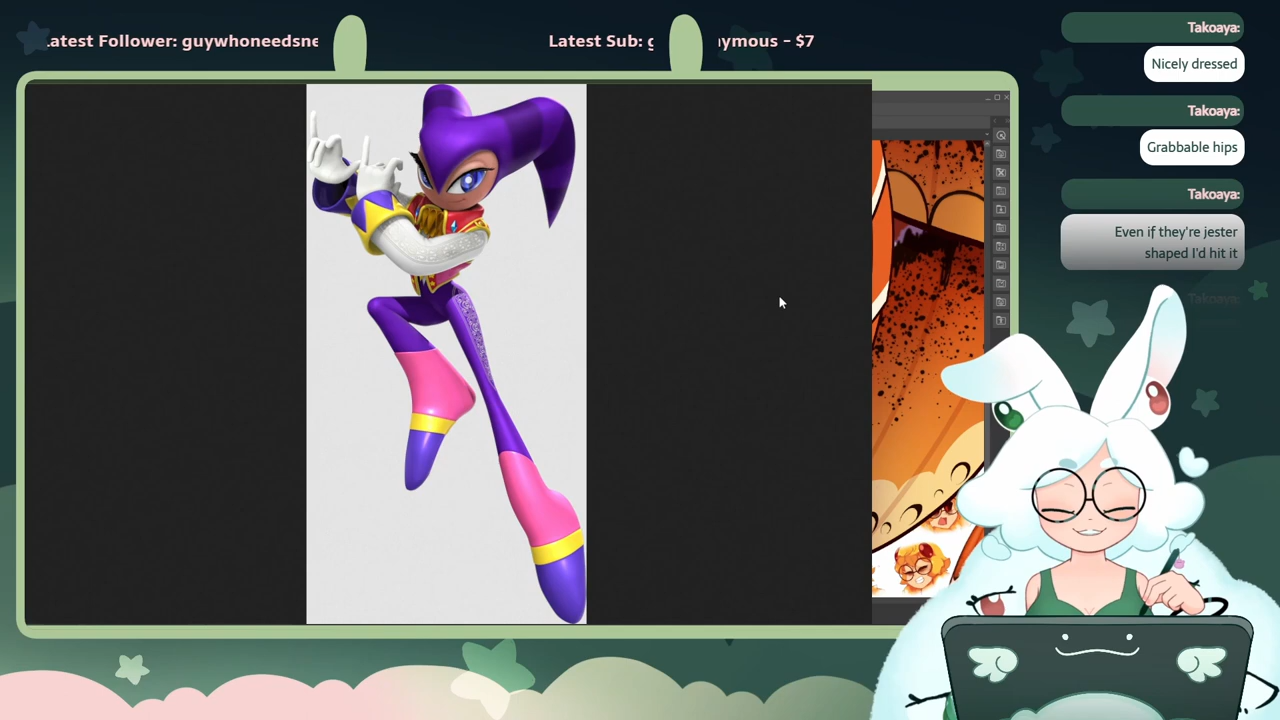 atest Follower: guywhoneedsne
Latest Sub: g
ymous - $7
Takoaya:
Nicely dressed
Takoaya:
Grabbable hips
Takoaya:
Even if they're jester
shaped I'd hit it
Takoaya: